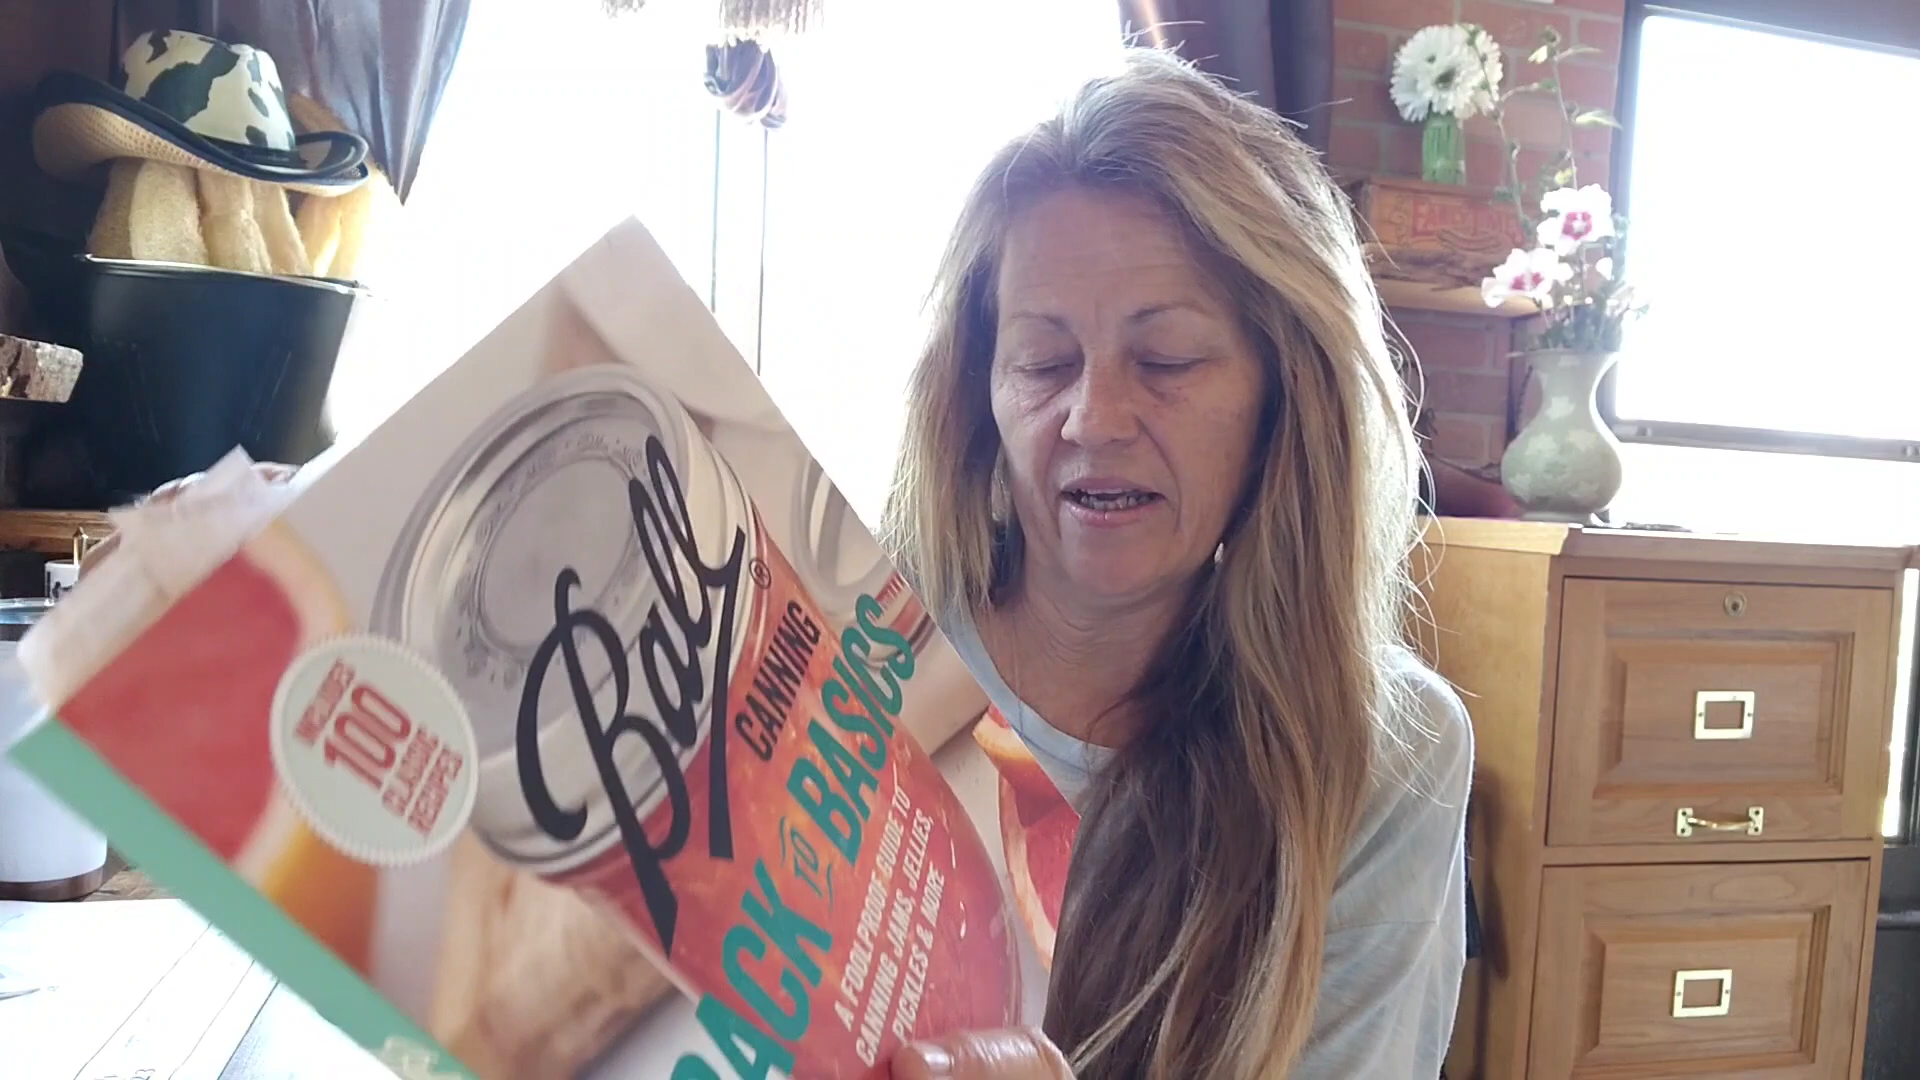 Ball®
CANNING
BACK TO BASICS
A FOOLPROOF GUIDE TO
CANNING JAMS, JELLIES,
PICKLES & MORE
INCLUDES
100
CLASSIC
RECIPES